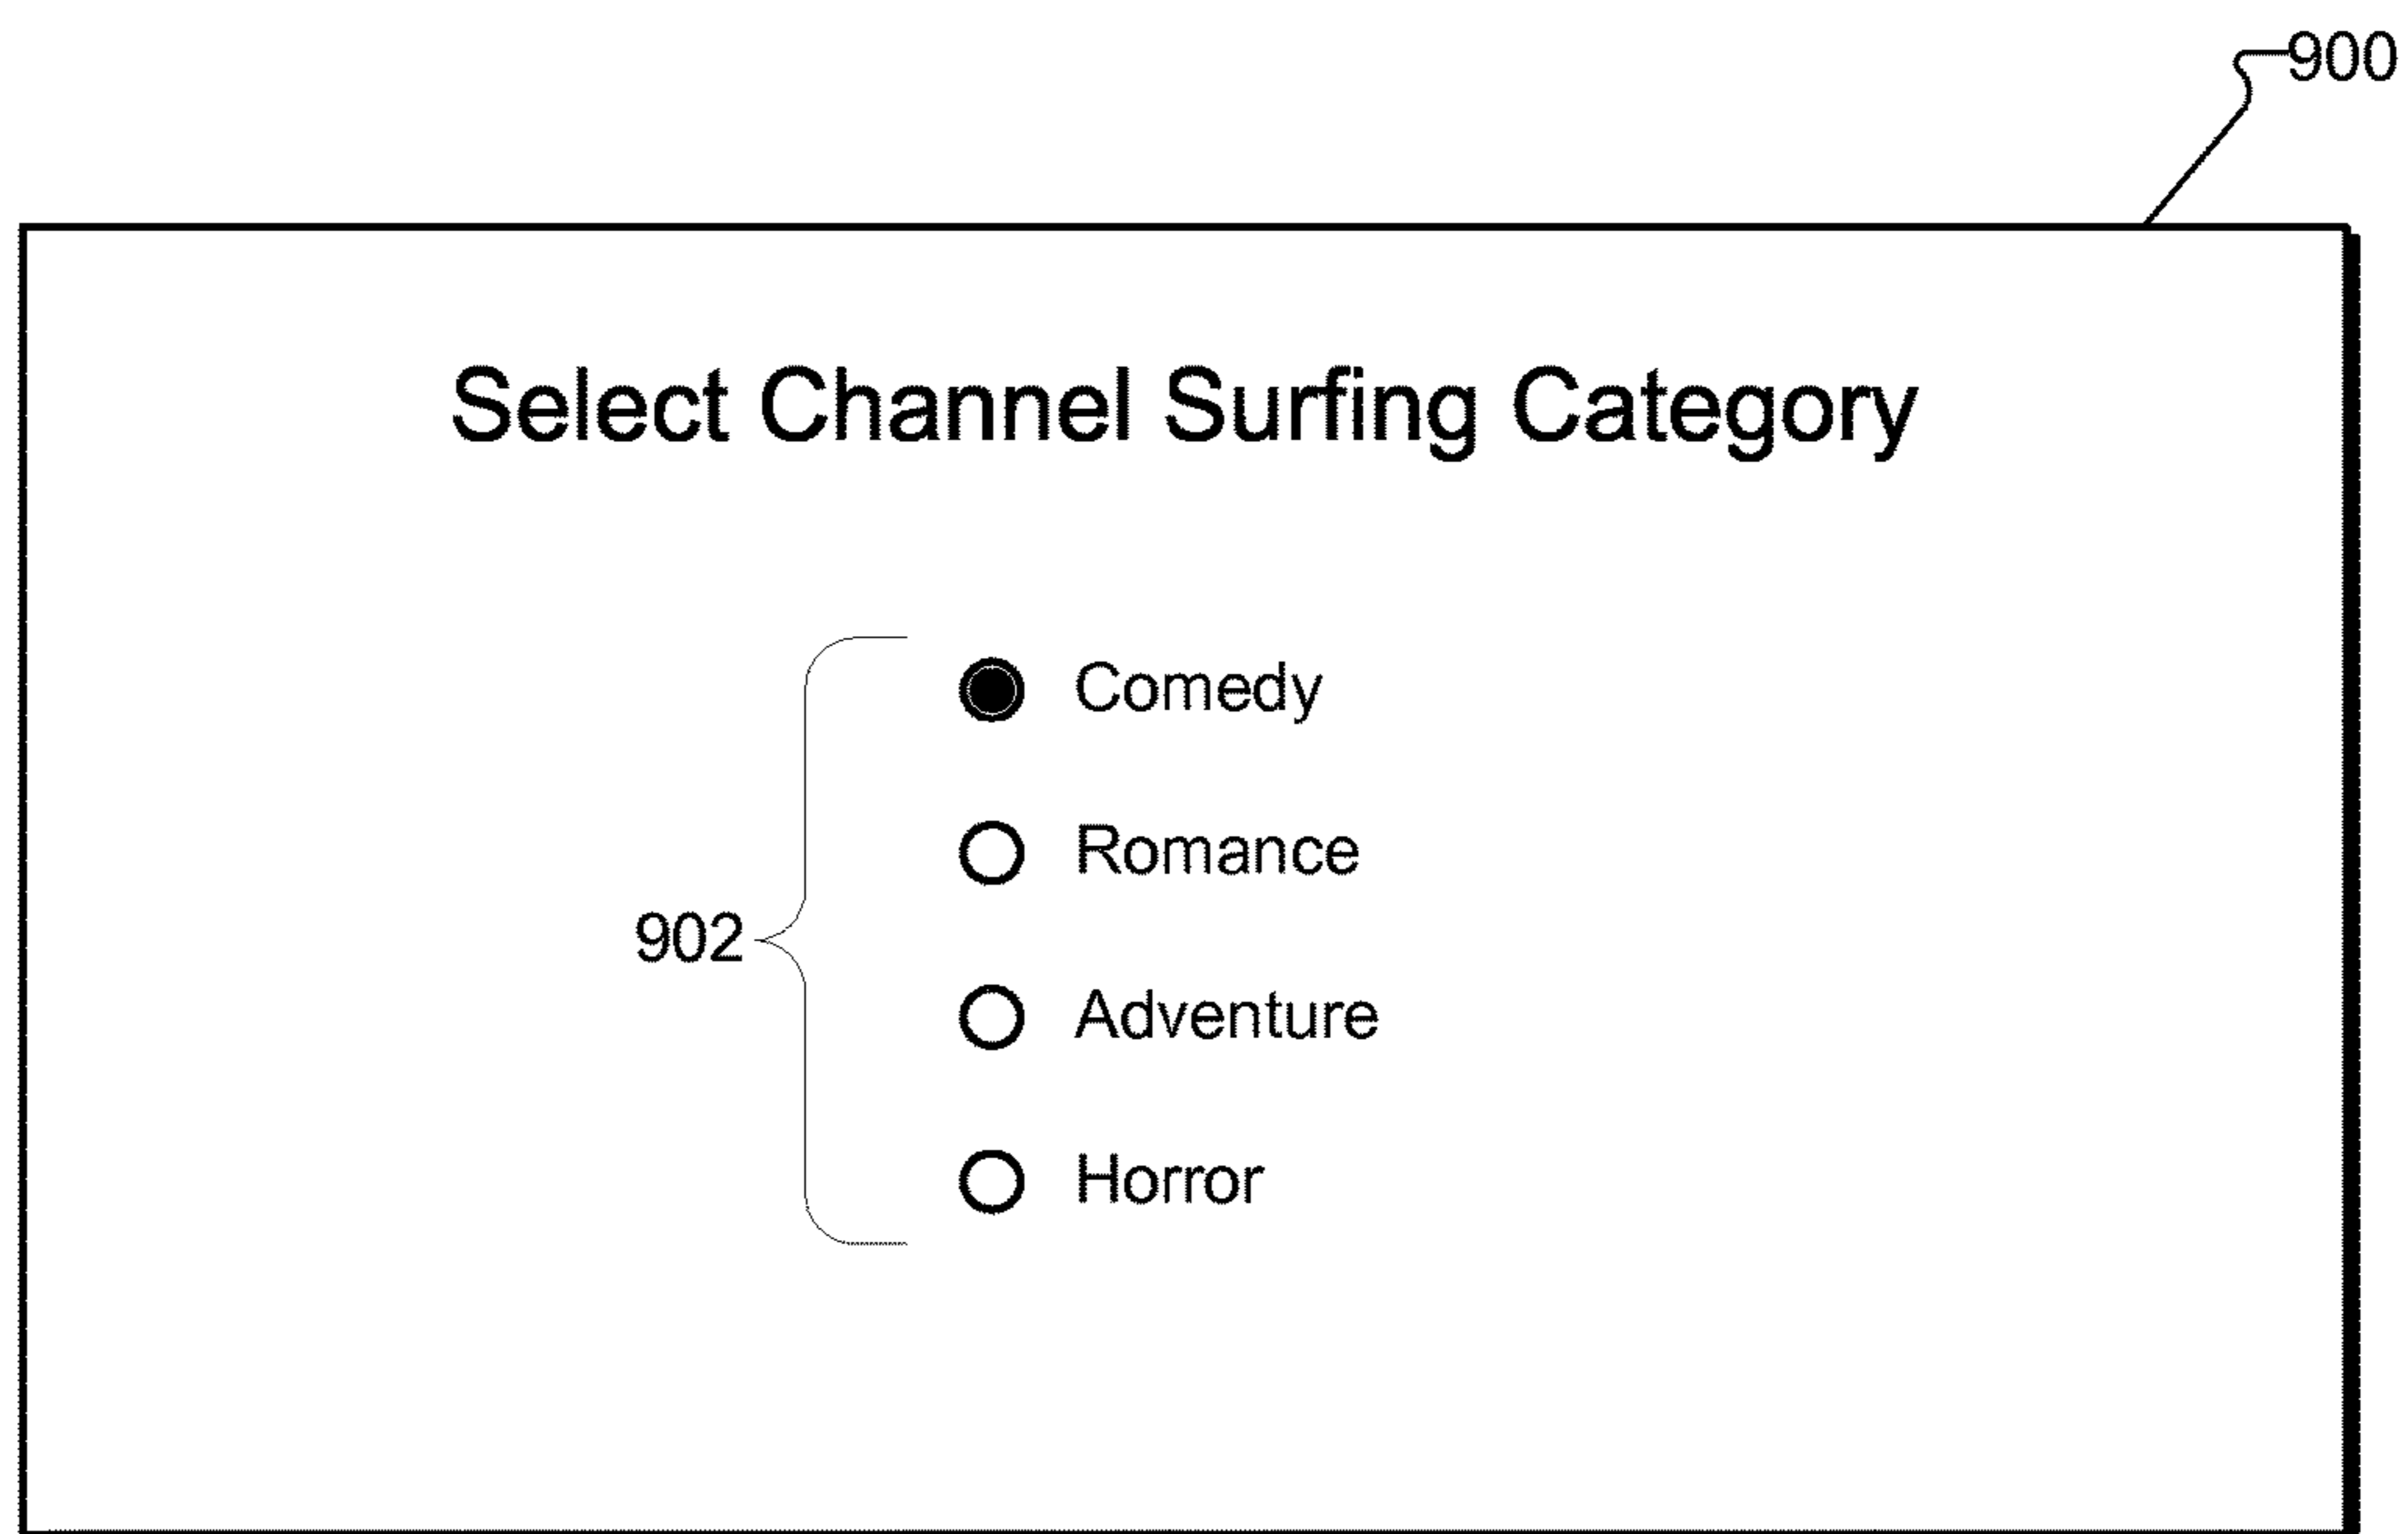 900
Select Channel Surfing Category
Comedy
Romance
902
Adventure
Horror